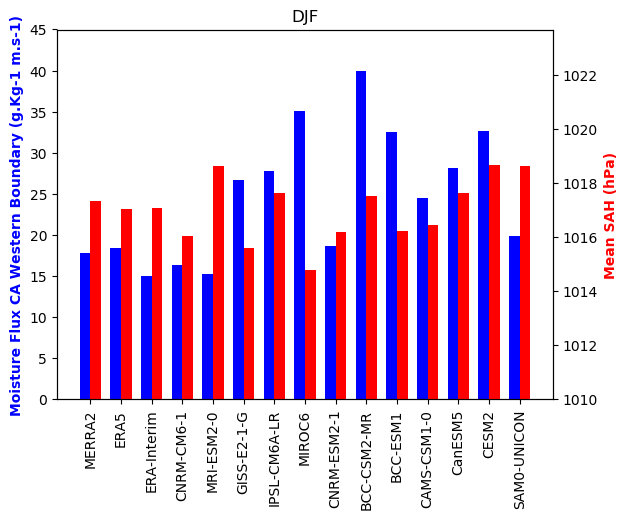 DJF
Moisture Flux CA Western Boundary (g.Kg-1 m.s-1)
45
40
35
30
25
20
15
10
5
0
1022
1020
1018
1016
1014
1012
1010
Mean SAH (hPa)
MERRA2
ERA5
ERA-Interim
CNRM-CM6-1
MRI-ESM2-0
GISS-E2-1-G
IPSL-CM6A-LR
MIROC6
CNRM-ESM2-1
BCC-CSM2-MR
BCC-ESM1
CAMS-CSM1-0
CanESM5
CESM2
SAM0-UNICON